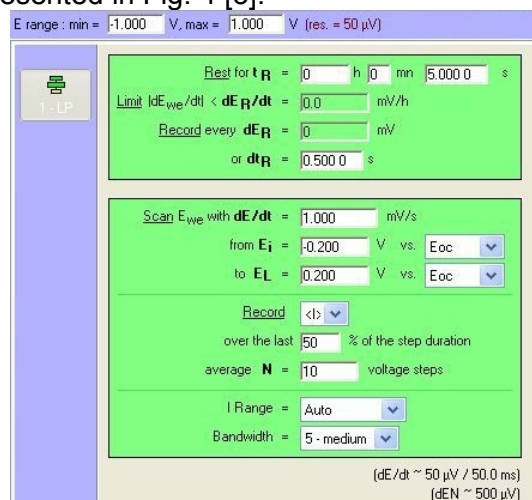 esented in Fig. 4 [6].
E range : min = -1.000 V, max = 1.000 V (res. = 50 µV)
1 - LP
Rest for t R = 0 h 0 mn 5.000 0 s
Limit |dEwe/dt| < dE R/dt = 0.0 mV/h
Record every dER = 0 mV
or dtR = 0.500 0 s
Scan Ewe with dE/dt = 1.000 mV/s
from Ei = -0.200 V vs. Eoc
to EL = 0.200 V vs. Eoc
Record <I>
over the last 50 % of the step duration
average N = 10 voltage steps
I Range = Auto
Bandwidth = 5 - medium
(dE/dt ~ 50 µV / 50.0 ms)
(dEN ~ 500 µV)